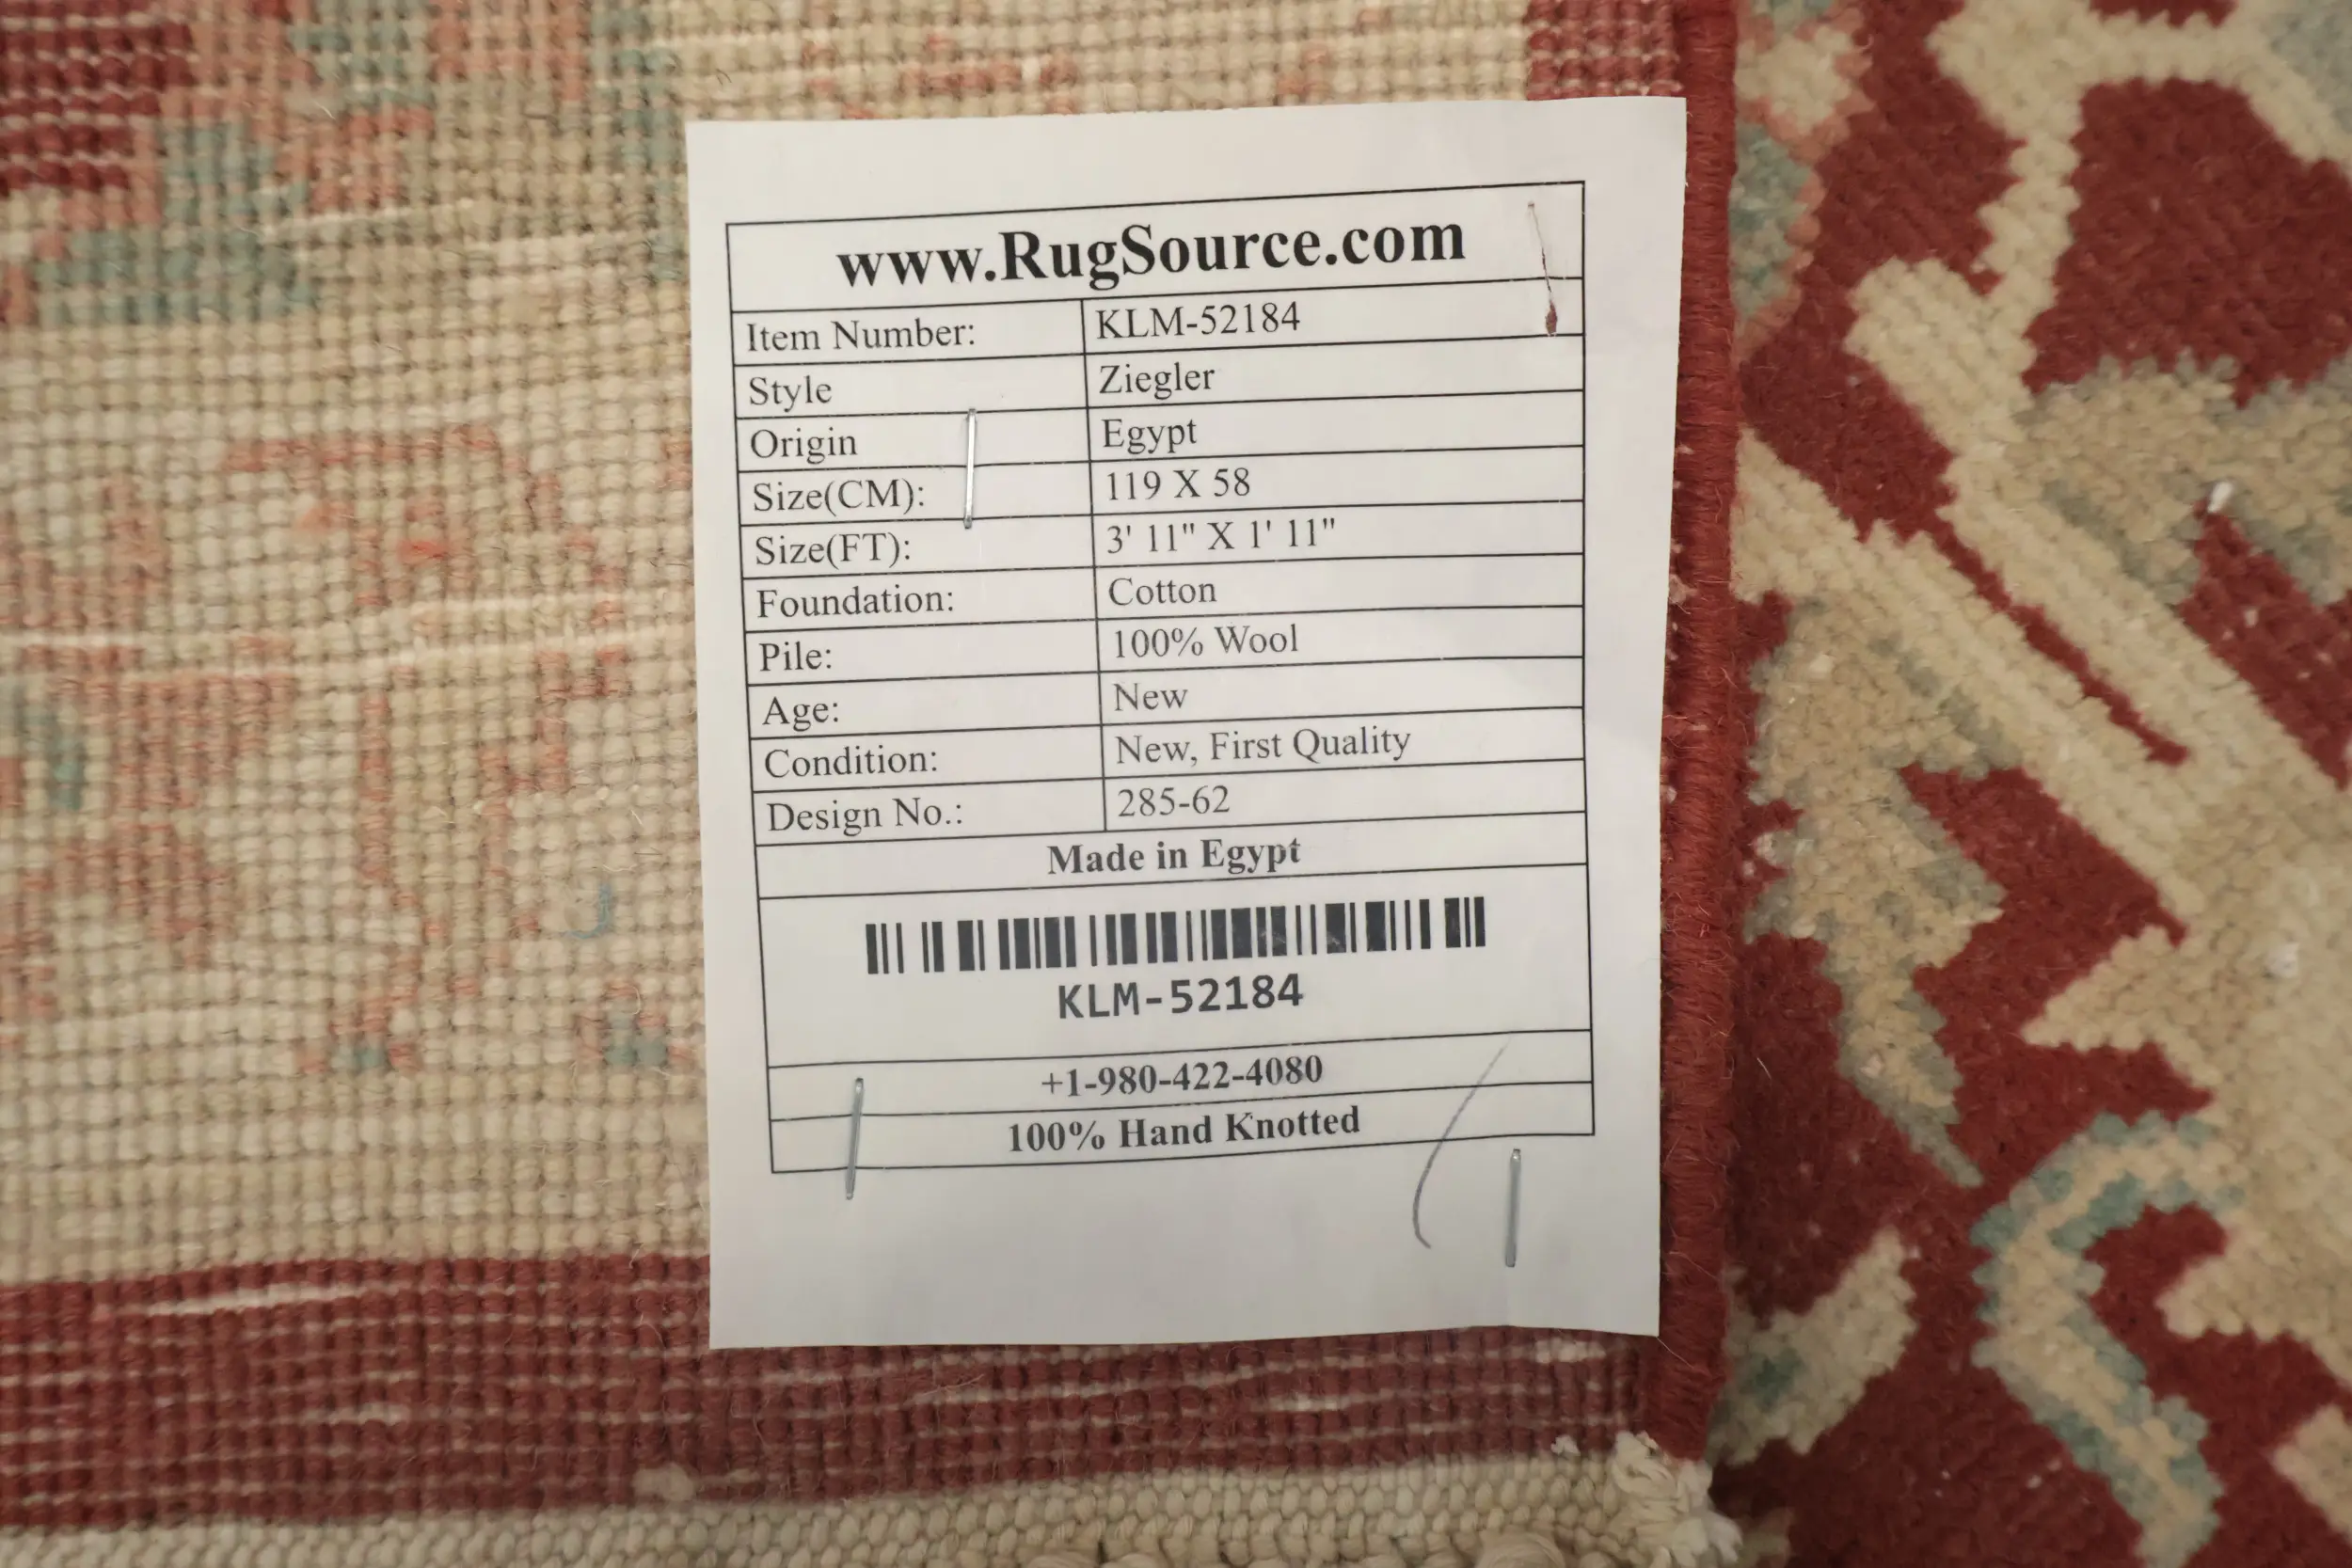 www.RugSource.com
Item Number: KLM-52184
Style Ziegler
Origin Egypt
Size(CM): 119 X 58
Size(FT): 3' 11" X 1' 11"
Foundation: Cotton
Pile: 100% Wool
Age: New
Condition: New, First Quality
Design No.: 285-62
Made in Egypt
KLM-52184
+1-980-422-4080
100% Hand Knotted